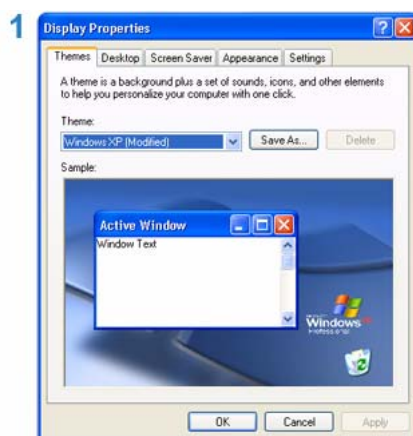 1
Display Properties
Themes Desktop Screen Saver Appearance Settings
A theme is a background plus a set of sounds, icons, and other elements
to help you personalize your computer with one click.
Theme:
Windows XP (Modified) Save As... Delete
Sample:
Active Window
Window Text
Windows
Professional
OK Cancel Apply